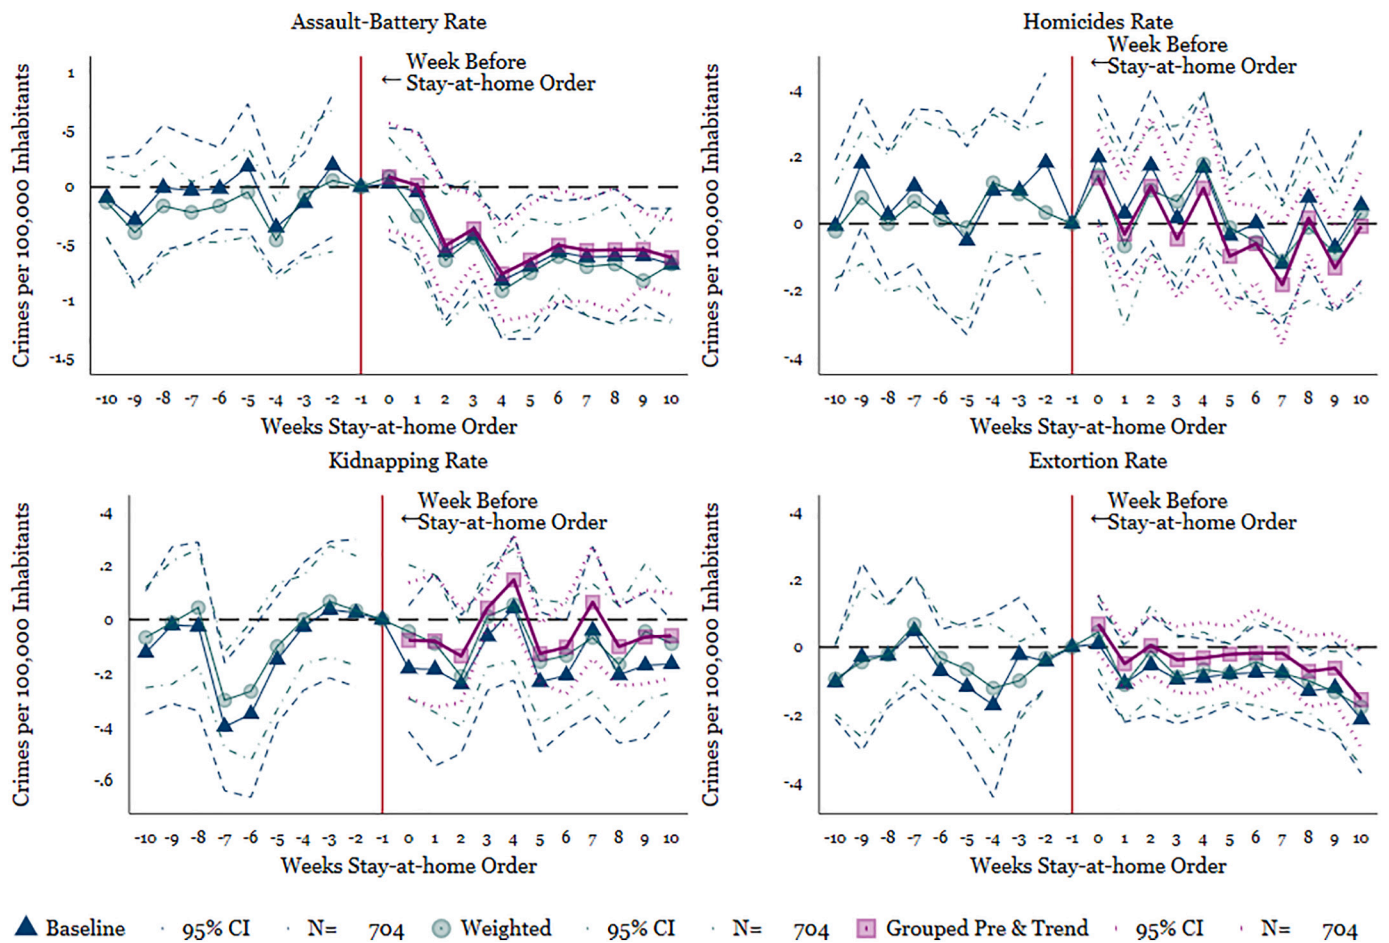 Assault-Battery Rate
Crimes per 100,000 Inhabitants
1
.5
0
-.5
-1
-1.5
Week Before
← Stay-at-home Order
-10 -9 -8 -7 -6 -5 -4 -3 -2 -1 0 1 2 3 4 5 6 7 8 9 10
Weeks Stay-at-home Order
Homicides Rate
Crimes per 100,000 Inhabitants
.4
.2
0
-.2
-.4
Week Before
←Stay-at-home Order
-10 -9 -8 -7 -6 -5 -4 -3 -2 -1 0 1 2 3 4 5 6 7 8 9 10
Weeks Stay-at-home Order
Kidnapping Rate
Crimes per 100,000 Inhabitants
.4
.2
0
-.2
-.4
-.6
Week Before
←Stay-at-home Order
-10 -9 -8 -7 -6 -5 -4 -3 -2 -1 0 1 2 3 4 5 6 7 8 9 10
Weeks Stay-at-home Order
Extortion Rate
Crimes per 100,000 Inhabitants
.4
.2
0
-.2
-.4
Week Before
←Stay-at-home Order
-10 -9 -8 -7 -6 -5 -4 -3 -2 -1 0 1 2 3 4 5 6 7 8 9 10
Weeks Stay-at-home Order
Baseline 95% CI N= 704 Weighted 95% CI N= 704 Grouped Pre & Trend 95% CI N= 704